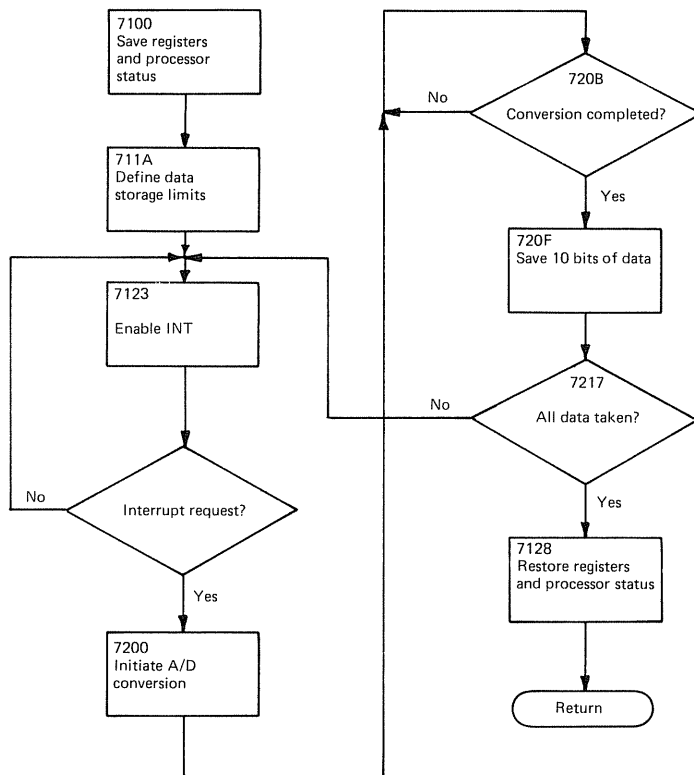 7100
Save registers
and processor
status
711A
Define data
storage limits
7123
Enable INT
Interrupt request?
No
Yes
7200
Initiate A/D
conversion
720B
Conversion completed?
No
Yes
720F
Save 10 bits of data
7217
All data taken?
No
Yes
7128
Restore registers
and processor status
Return